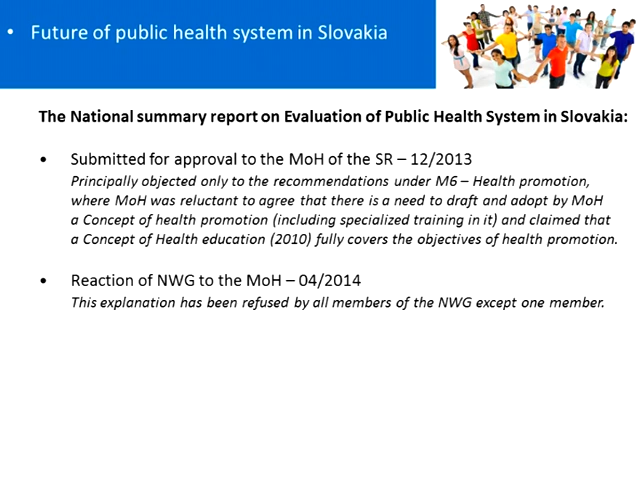 • Future of public health system in Slovakia
The National summary report on Evaluation of Public Health System in Slovakia:
• Submitted for approval to the MoH of the SR – 12/2013
Principally objected only to the recommendations under M6 – Health promotion,
where MoH was reluctant to agree that there is a need to draft and adopt by MoH
a Concept of health promotion (including specialized training in it) and claimed that
a Concept of Health education (2010) fully covers the objectives of health promotion.
• Reaction of NWG to the MoH – 04/2014
This explanation has been refused by all members of the NWG except one member.